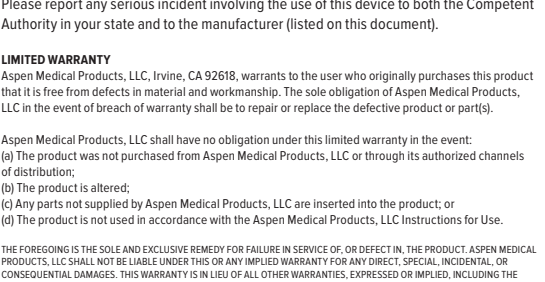 Please report any serious incident involving the use of this device to both the Competent
Authority in your state and to the manufacturer (listed on this document).
LIMITED WARRANTY
Aspen Medical Products, LLC, Irvine, CA 92618, warrants to the user who originally purchases this product
that it is free from defects in material and workmanship. The sole obligation of Aspen Medical Products,
LLC in the event of breach of warranty shall be to repair or replace the defective product or part(s).
Aspen Medical Products, LLC shall have no obligation under this limited warranty in the event:
(a) The product was not purchased from Aspen Medical Products, LLC or through its authorized channels
of distribution;
(b) The product is altered;
(c) Any parts not supplied by Aspen Medical Products, LLC are inserted into the product; or
(d) The product is not used in accordance with the Aspen Medical Products, LLC Instructions for Use.
THE FOREGOING IS THE SOLE AND EXCLUSIVE REMEDY FOR FAILURE IN SERVICE OF, OR DEFECT IN, THE PRODUCT. ASPEN MEDICAL
PRODUCTS, LLC SHALL NOT BE LIABLE UNDER THIS OR ANY IMPLIED WARRANTY FOR ANY DIRECT, SPECIAL, INCIDENTAL, OR
CONSEQUENTIAL DAMAGES. THIS WARRANTY IS IN LIEU OF ALL OTHER WARRANTIES, EXPRESSED OR IMPLIED, INCLUDING THE